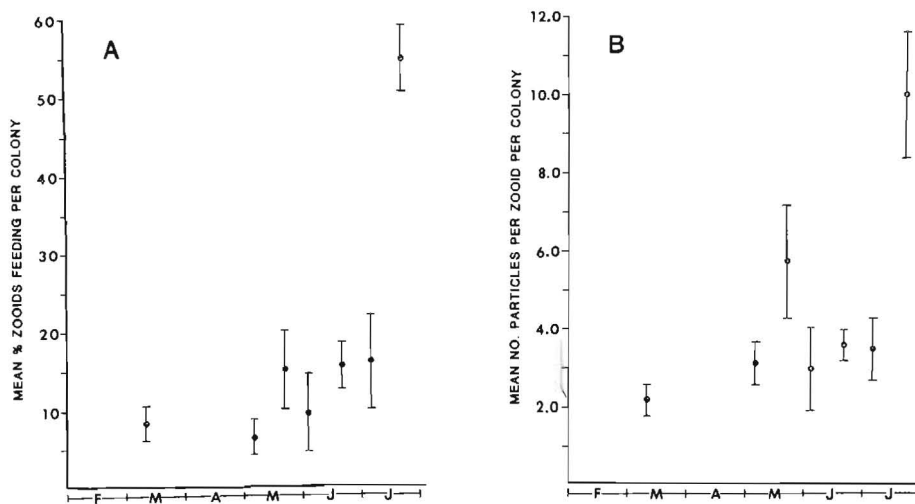 A
MEAN % ZOOIDS FEEDING PER COLONY
60
50
40
30
20
10
F M A M J J
B
MEAN NO. PARTICLES PER ZOOID PER COLONY
12.0
10.0
8.0
6.0
4.0
2.0
F M A M J J